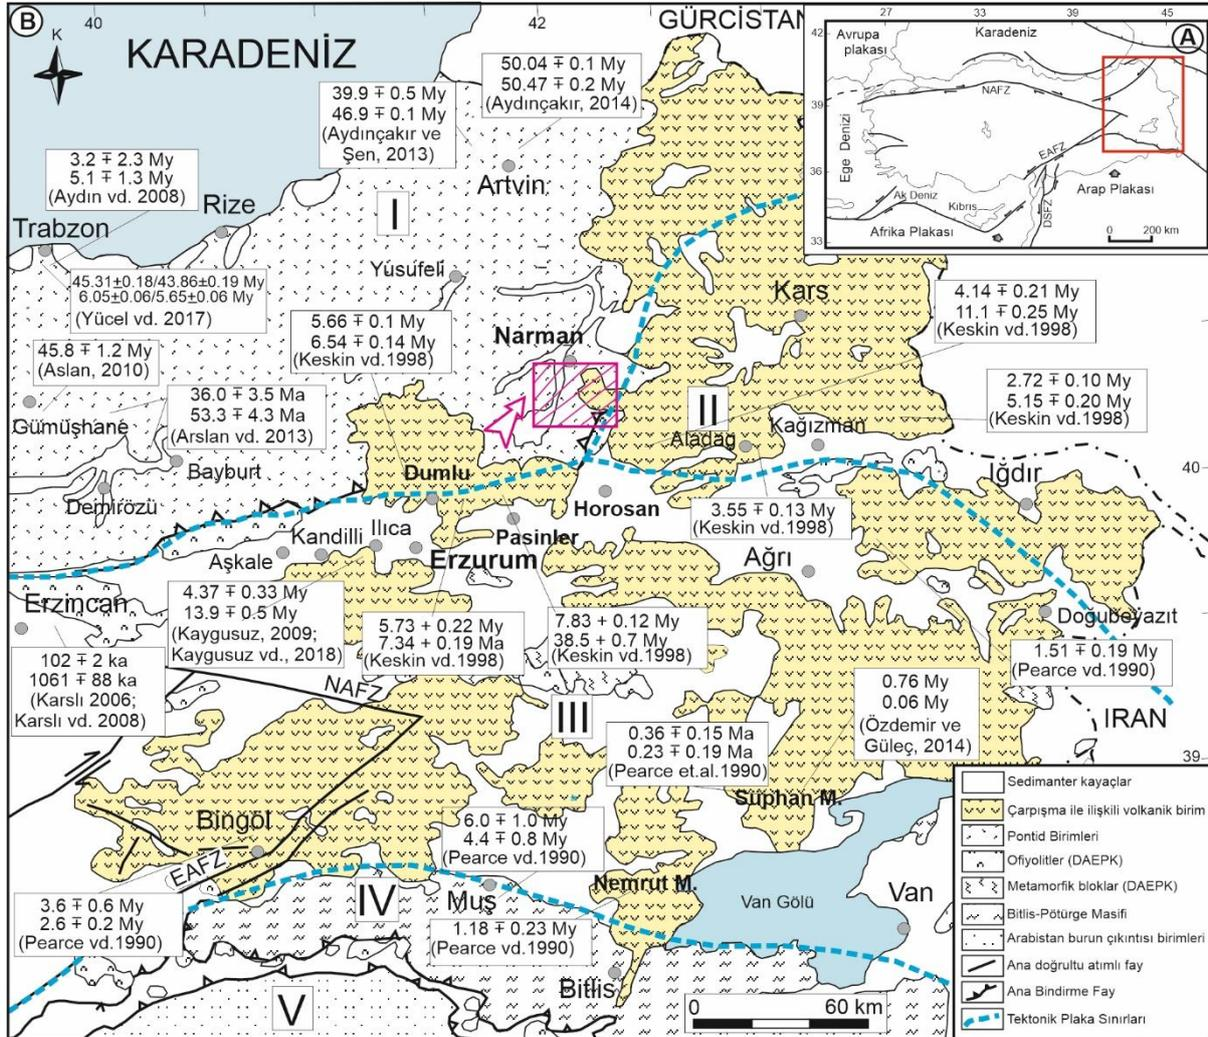 B
40
42
GÜRCİSTAN
K
KARADENİZ
50.04 ∓ 0.1 My
50.47 ∓ 0.2 My
(Aydınçakır, 2014)
39.9 ∓ 0.5 My
46.9 ∓ 0.1 My
(Aydınçakır ve
Şen, 2013)
3.2 ∓ 2.3 My
5.1 ∓ 1.3 My
(Aydın vd. 2008)
Artvin
Rize
Trabzon
I
Yusufeli
45.31±0.18/43.86±0.19 My
6.05±0.06/5.65±0.06 My
(Yücel vd. 2017)
A
27
33
39
45
42
39
36
33
Avrupa
plakası
Karadeniz
NAFZ
Ege Denizi
EAFZ
Arap Plakası
Ak Deniz
Kıbrıs
DSFZ
Afrika Plakası
0 200 km
Kars
4.14 ∓ 0.21 My
11.1 ∓ 0.25 My
(Keskin vd.1998)
5.66 ∓ 0.1 My
6.54 ∓ 0.14 My
(Keskin vd.1998)
Narman
45.8 ∓ 1.2 My
(Aslan, 2010)
36.0 ∓ 3.5 Ma
53.3 ∓ 4.3 Ma
(Arslan vd. 2013)
2.72 ∓ 0.10 My
5.15 ∓ 0.20 My
(Keskin vd.1998)
II
Gümüşhane
Aladag
Kağızman
Bayburt
Dumlu
Iğdır
40
Demirözü
Horosan
3.55 ∓ 0.13 My
(Keskin vd.1998)
Ilıca
Pasinler
Kandilli
Aşkale
Erzurum
Ağrı
Erzincan
4.37 ∓ 0.33 My
13.9 ∓ 0.5 My
(Kaygusuz, 2009;
Kaygusuz vd., 2018)
5.73 + 0.22 My
7.34 + 0.19 Ma
(Keskin vd.1998)
7.83 + 0.12 My
38.5 + 0.7 My
(Keskin vd.1998)
Doğubeyazıt
1.51 ∓ 0.19 My
(Pearce vd.1990)
102 ∓ 2 ka
1061 ∓ 88 ka
(Karslı 2006;
Karslı vd. 2008)
NAFZ
0.76 My
0.06 My
(Özdemir ve
Güleç, 2014)
IRAN
III
0.36 ∓ 0.15 Ma
0.23 ∓ 0.19 Ma
(Pearce et.al.1990)
39
Süphan M.
Bingöl
6.0 ∓ 1.0 My
4.4 ∓ 0.8 My
(Pearce vd.1990)
EAFZ
Nemrut M.
3.6 ∓ 0.6 My
2.6 ∓ 0.2 My
(Pearce vd.1990)
IV
Muş
Van Gölü
Van
1.18 ∓ 0.23 My
(Pearce vd.1990)
Bitlis
V
0 60 km
Sedimanter kayaçlar
Çarpışma ile ilişkili volkanik birim
Pontid Birimleri
Ofiyolitler (DAEPK)
Metamorfik bloklar (DAEPK)
Bitlis-Pötürge Masifi
Arabistan burun çıkıntısı birimleri
Ana doğrultu atımlı fay
Ana Bindirme Fay
Tektonik Plaka Sınırları